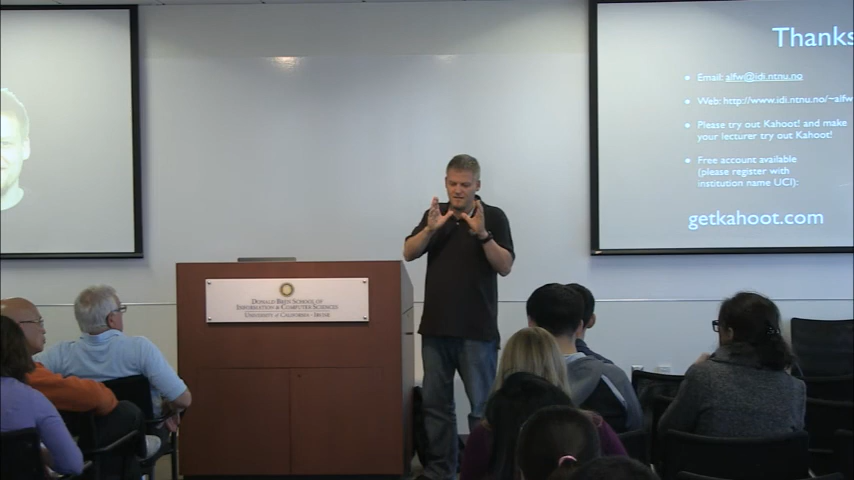 Thanks
Email: alfw@idi.ntnu.no
Web: http://www.idi.ntnu.no/~alfw
Please try out Kahoot! and make
your lecturer try out Kahoot!
Free account available
(please register with
institution name UCI):
getkahoot.com
Donald Bren School of
Information & Computer Sciences
University of California - Irvine